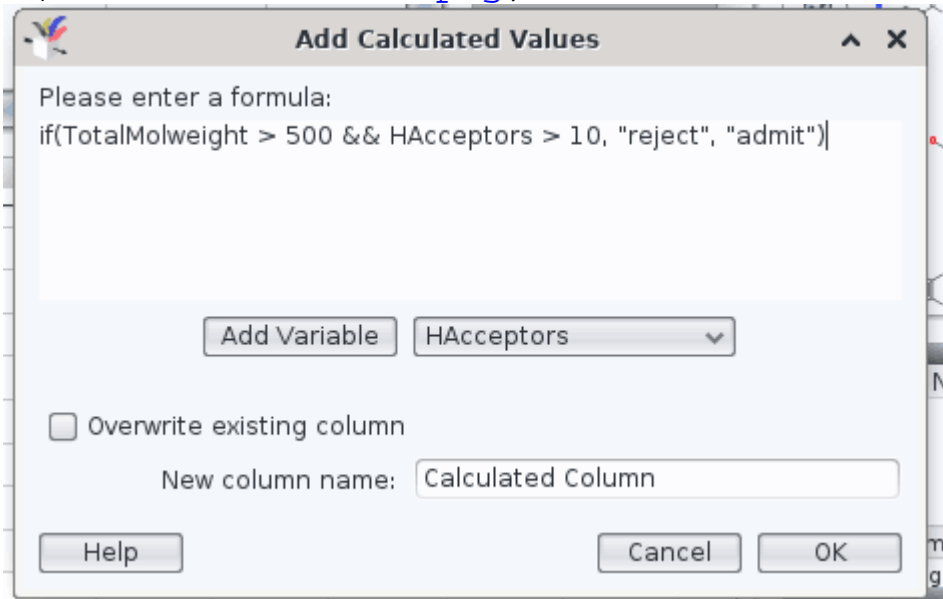 Add Calculated Values
Please enter a formula:
if(TotalMolweight > 500 && HAcceptors > 10, "reject", "admit")
Add Variable
HAcceptors
Overwrite existing column
New column name: Calculated Column
Help
Cancel
OK